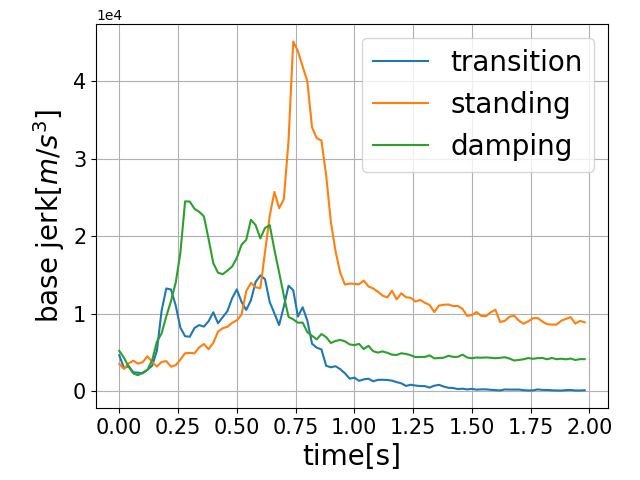 1e4
transition
standing
damping
4
3
2
1
0
base jerk[m/s³]
0.00 0.25 0.50 0.75 1.00 1.25 1.50 1.75 2.00
time[s]